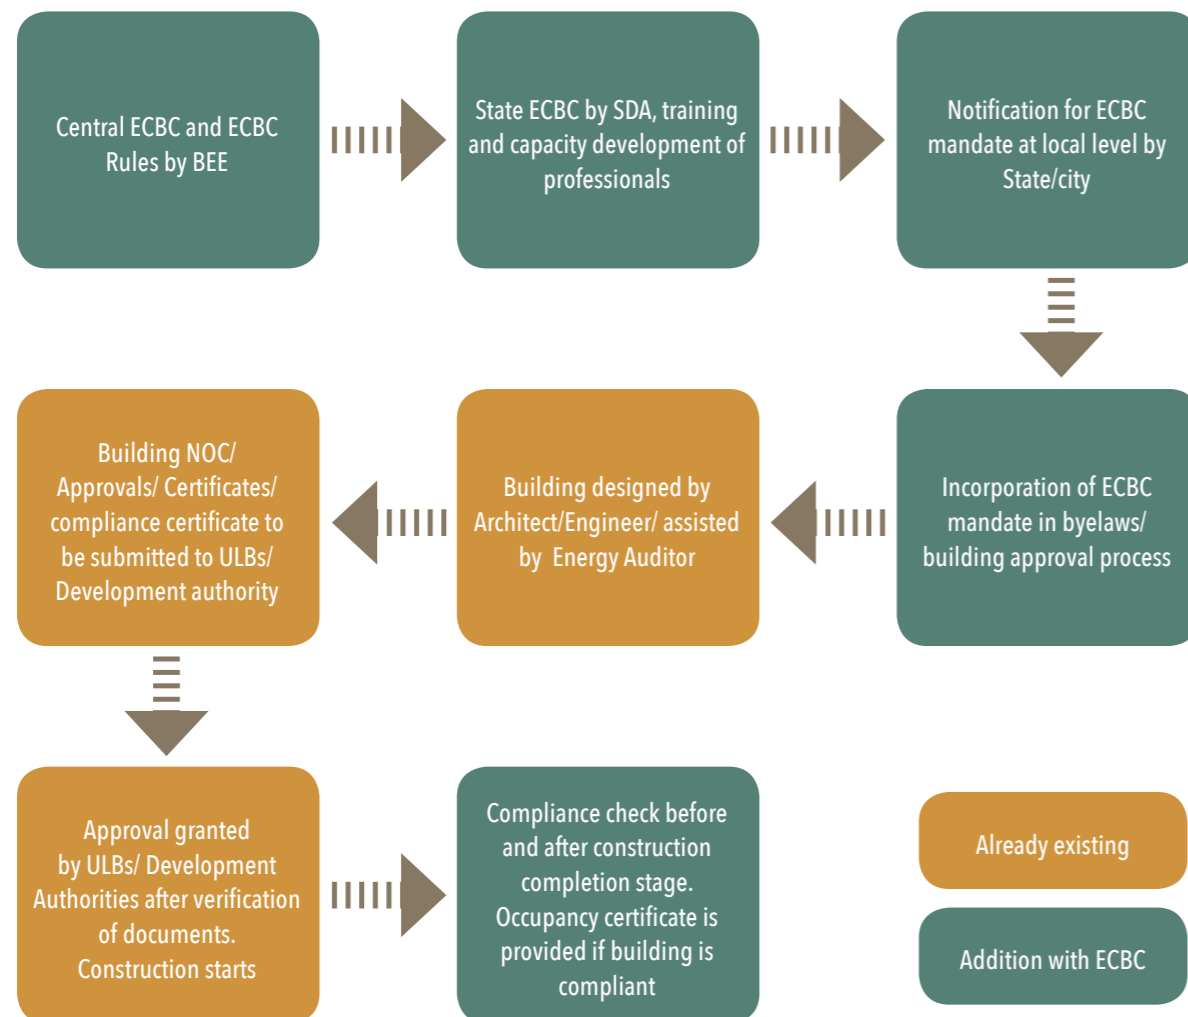 Central ECBC and ECBC
Rules by BEE
State ECBC by SDA, training
and capacity development of
professionals
Notification for ECBC
mandate at local level by
State/city
Building NOC/
Approvals/ Certificates/
compliance certificate to
be submitted to ULBs/
Development authority
Building designed by
Architect/Engineer/ assisted
by Energy Auditor
Incorporation of ECBC
mandate in byelaws/
building approval process
Approval granted
by ULBs/ Development
Authorities after verification
of documents.
Construction starts
Compliance check before
and after construction
completion stage.
Occupancy certificate is
provided if building is
compliant
Already existing
Addition with ECBC